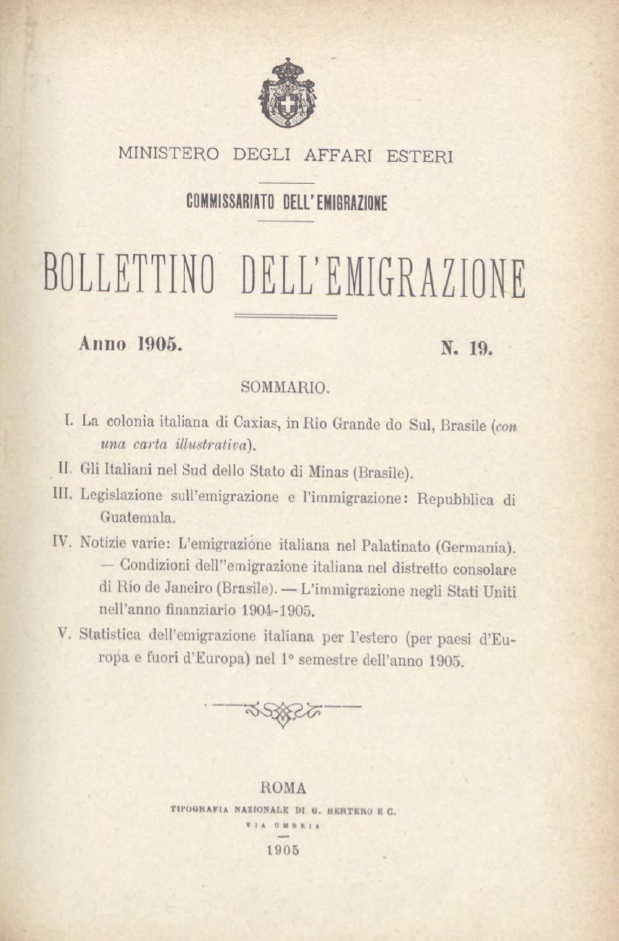 MINISTERO DEGLI AFFARI ESTERI
COMMISSARIATO DELL'EMIGRAZIONE
BOLLETTINO DELL'EMIGRAZIONE
Anno 1905. N. 19.
SOMMARIO.
I. La colonia italiana di Caxias, in Rio Grande do Sul, Brasile (con
una carta illustrativa).
II. Gli Italiani nel Sud dello Stato di Minas (Brasile).
III. Legislazione sull'emigrazione e l'immigrazione: Repubblica di
Guatemala.
IV. Notizie varie: L'emigrazione italiana nel Palatinato (Germania).
— Condizioni dell''emigrazione italiana nel distretto consolare
di Rio de Janeiro (Brasile). — L'immigrazione negli Stati Uniti
nell'anno finanziario 1904-1905.
V. Statistica dell'emigrazione italiana per l'estero (per paesi d'Eu-
ropa e fuori d'Europa) nel 1º semestre dell'anno 1905.
ROMA
TIPOGRAFIA NAZIONALE DI G. BERTERO E C.
VIA UMBRIA
1905